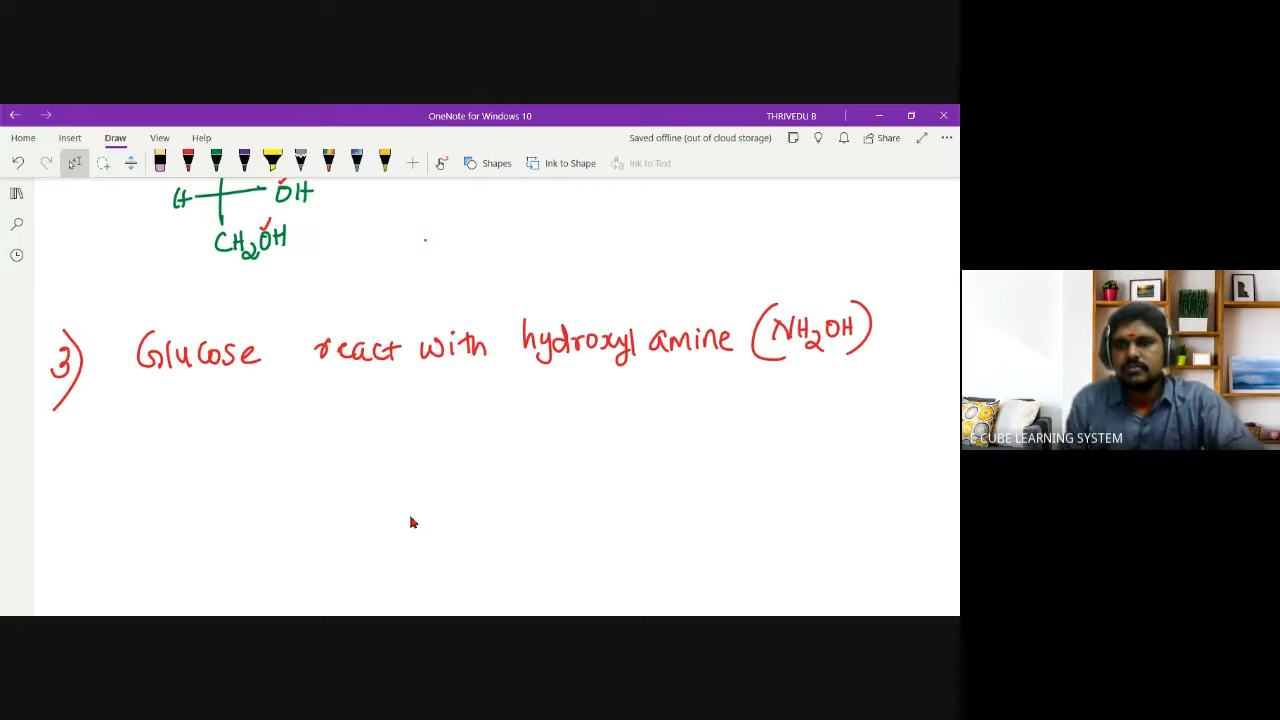 OneNote for Windows 10
THRIVEDU B
Home Insert Draw View Help
Saved offline (out of cloud storage)
Share
Shapes
Ink to Shape
Ink to Text
H OH
CH2OH
3) Glucose react with hydroxyl amine (NH2OH)
E CUBE LEARNING SYSTEM